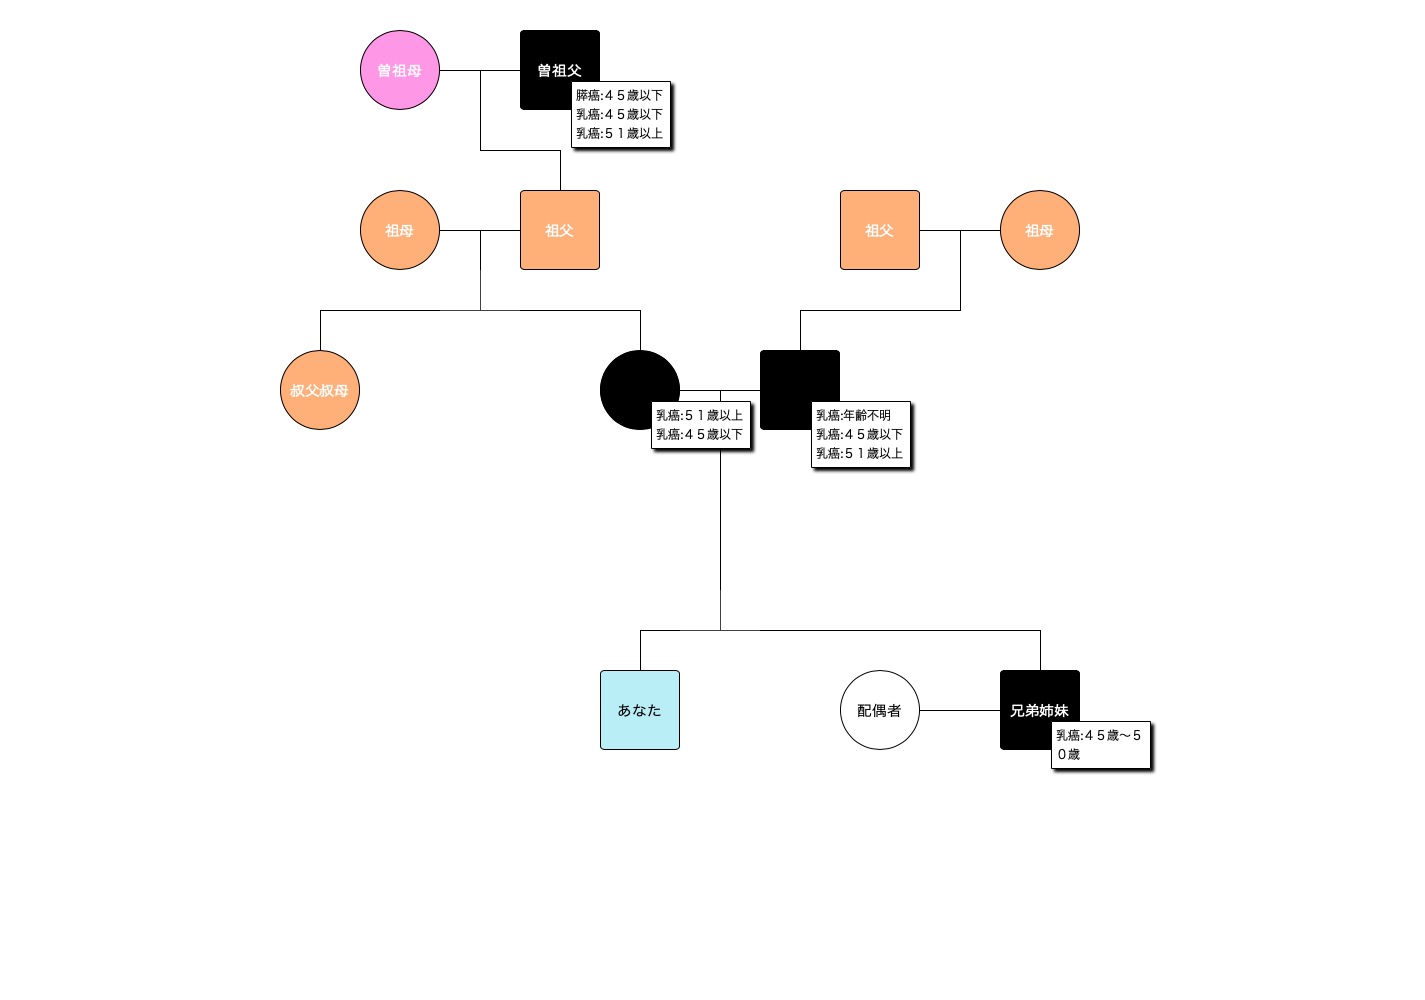 曽祖母
曽祖父
膵癌:４５歳以下
乳癌:４５歳以下
乳癌:５１歳以上
祖母
祖父
祖父
祖母
叔父叔母
乳癌:５１歳以上
乳癌:４５歳以下
乳癌:年齢不明
乳癌:４５歳以下
乳癌:５１歳以上
あなた
配偶者
兄弟姉妹
乳癌:４５歳〜５
０歳